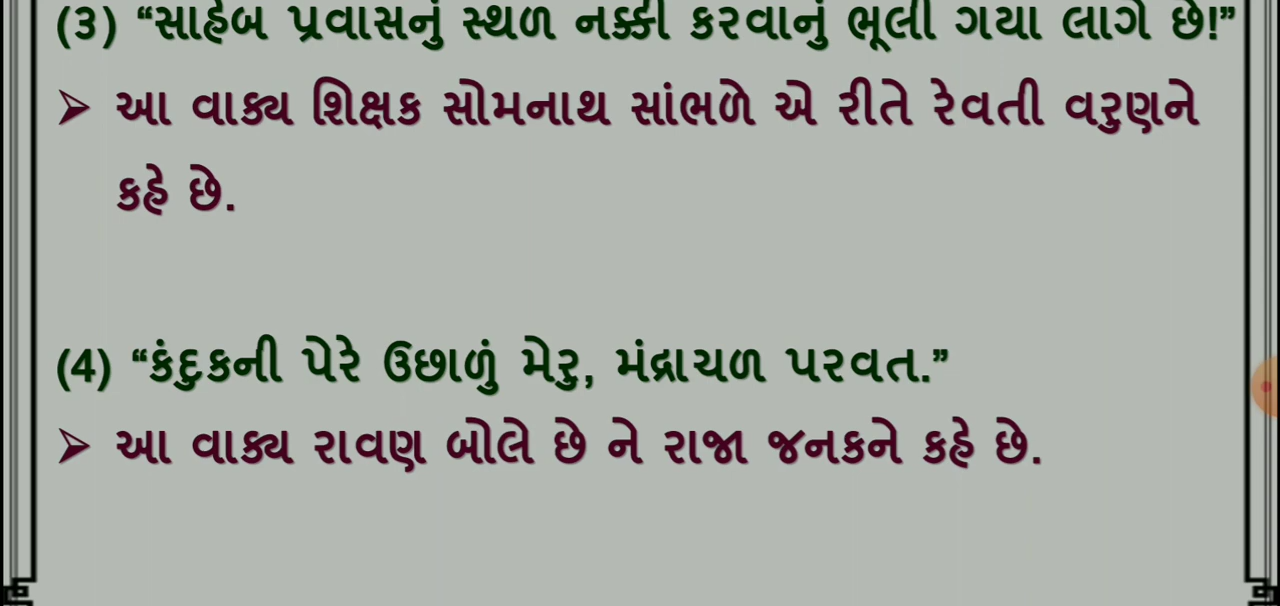 (૩) “સાહેબ પ્રવાસનું સ્થળ નક્કી કરવાનું ભૂલી ગયા લાગે છે!”
➢ આ વાક્ય શિક્ષક સોમનાથ સાંભળે એ રીતે રેવતી વરુણને
કહે છે.
(4) “કંદુકની પેરે ઉછાળું મેરુ, મંદ્રાચળ પરવત.”
➢ આ વાક્ય રાવણ બોલે છે ને રાજા જનકને કહે છે.